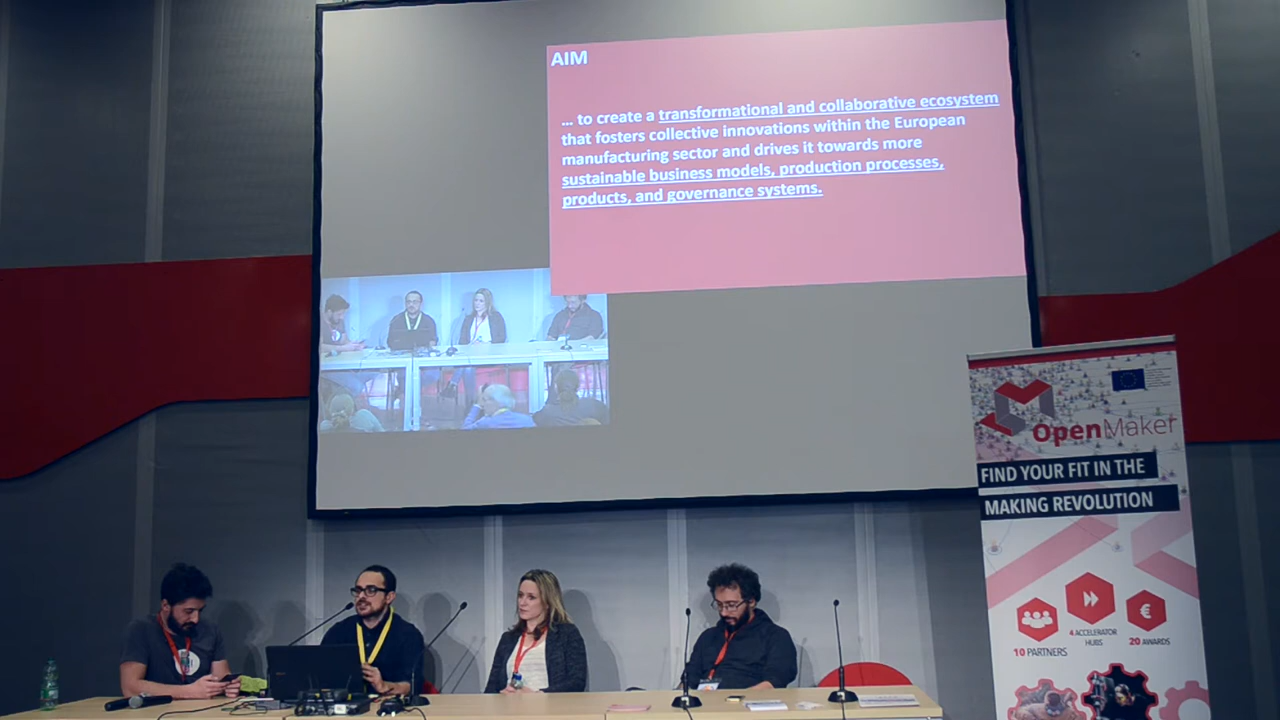 AIM
... to create a transformational and collaborative ecosystem
that fosters collective innovations within the European
manufacturing sector and drives it towards more
sustainable business models, production processes,
products, and governance systems.
OpenMaker
FIND YOUR FIT IN THE
MAKING REVOLUTION
10 PARTNERS
4 ACCELERATOR
HUBS
€
20 AWARDS